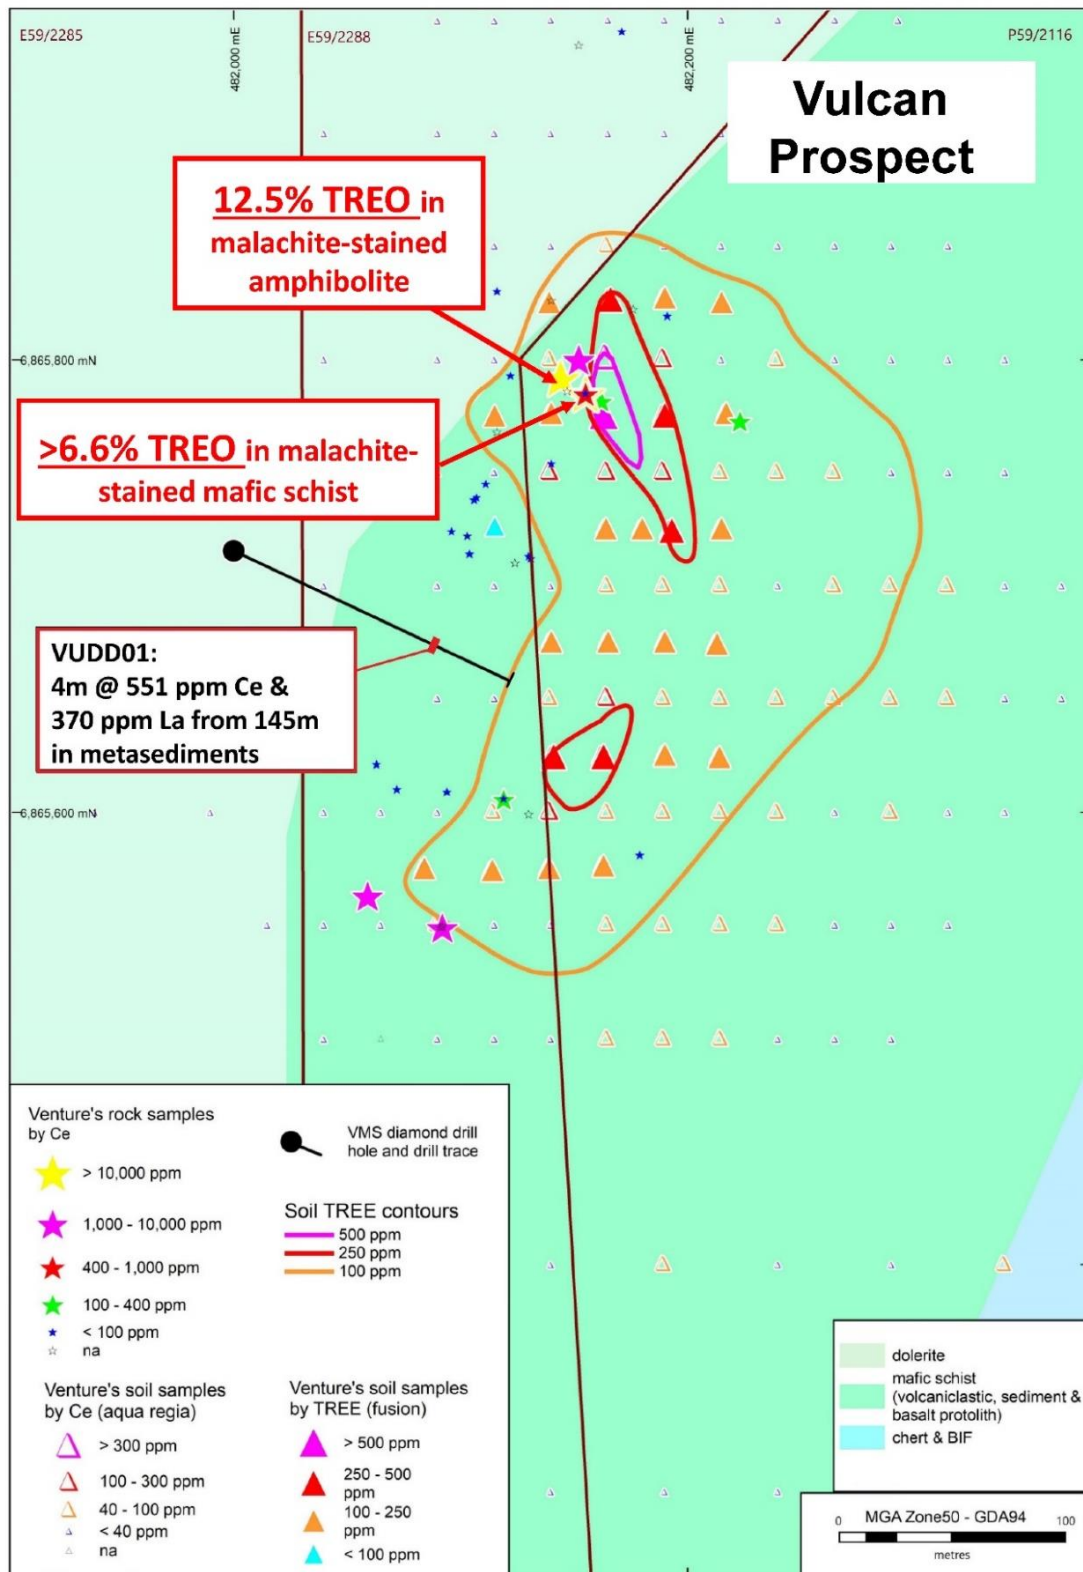 E59/2285
E59/2288
P59/2116
482,000 mE
482,200 mE
Vulcan
Prospect
12.5% TREO in
malachite-stained
amphibolite
6,865,800 mN
>6.6% TREO in malachite-
stained mafic schist
VUDD01:
4m @ 551 ppm Ce &
370 ppm La from 145m
in metasediments
6,865,600 mN
Venture's rock samples
by Ce
> 10,000 ppm
1,000 - 10,000 ppm
400 - 1,000 ppm
100 - 400 ppm
< 100 ppm
na
VMS diamond drill
hole and drill trace
Soil TREE contours
500 ppm
250 ppm
100 ppm
Venture's soil samples
by Ce (aqua regia)
> 300 ppm
100 - 300 ppm
40 - 100 ppm
< 40 ppm
na
Venture's soil samples
by TREE (fusion)
> 500 ppm
250 - 500
ppm
100 - 250
ppm
< 100 ppm
dolerite
mafic schist
(volcaniclastic, sediment &
basalt protolith)
chert & BIF
MGA Zone50 - GDA94
0
100
metres